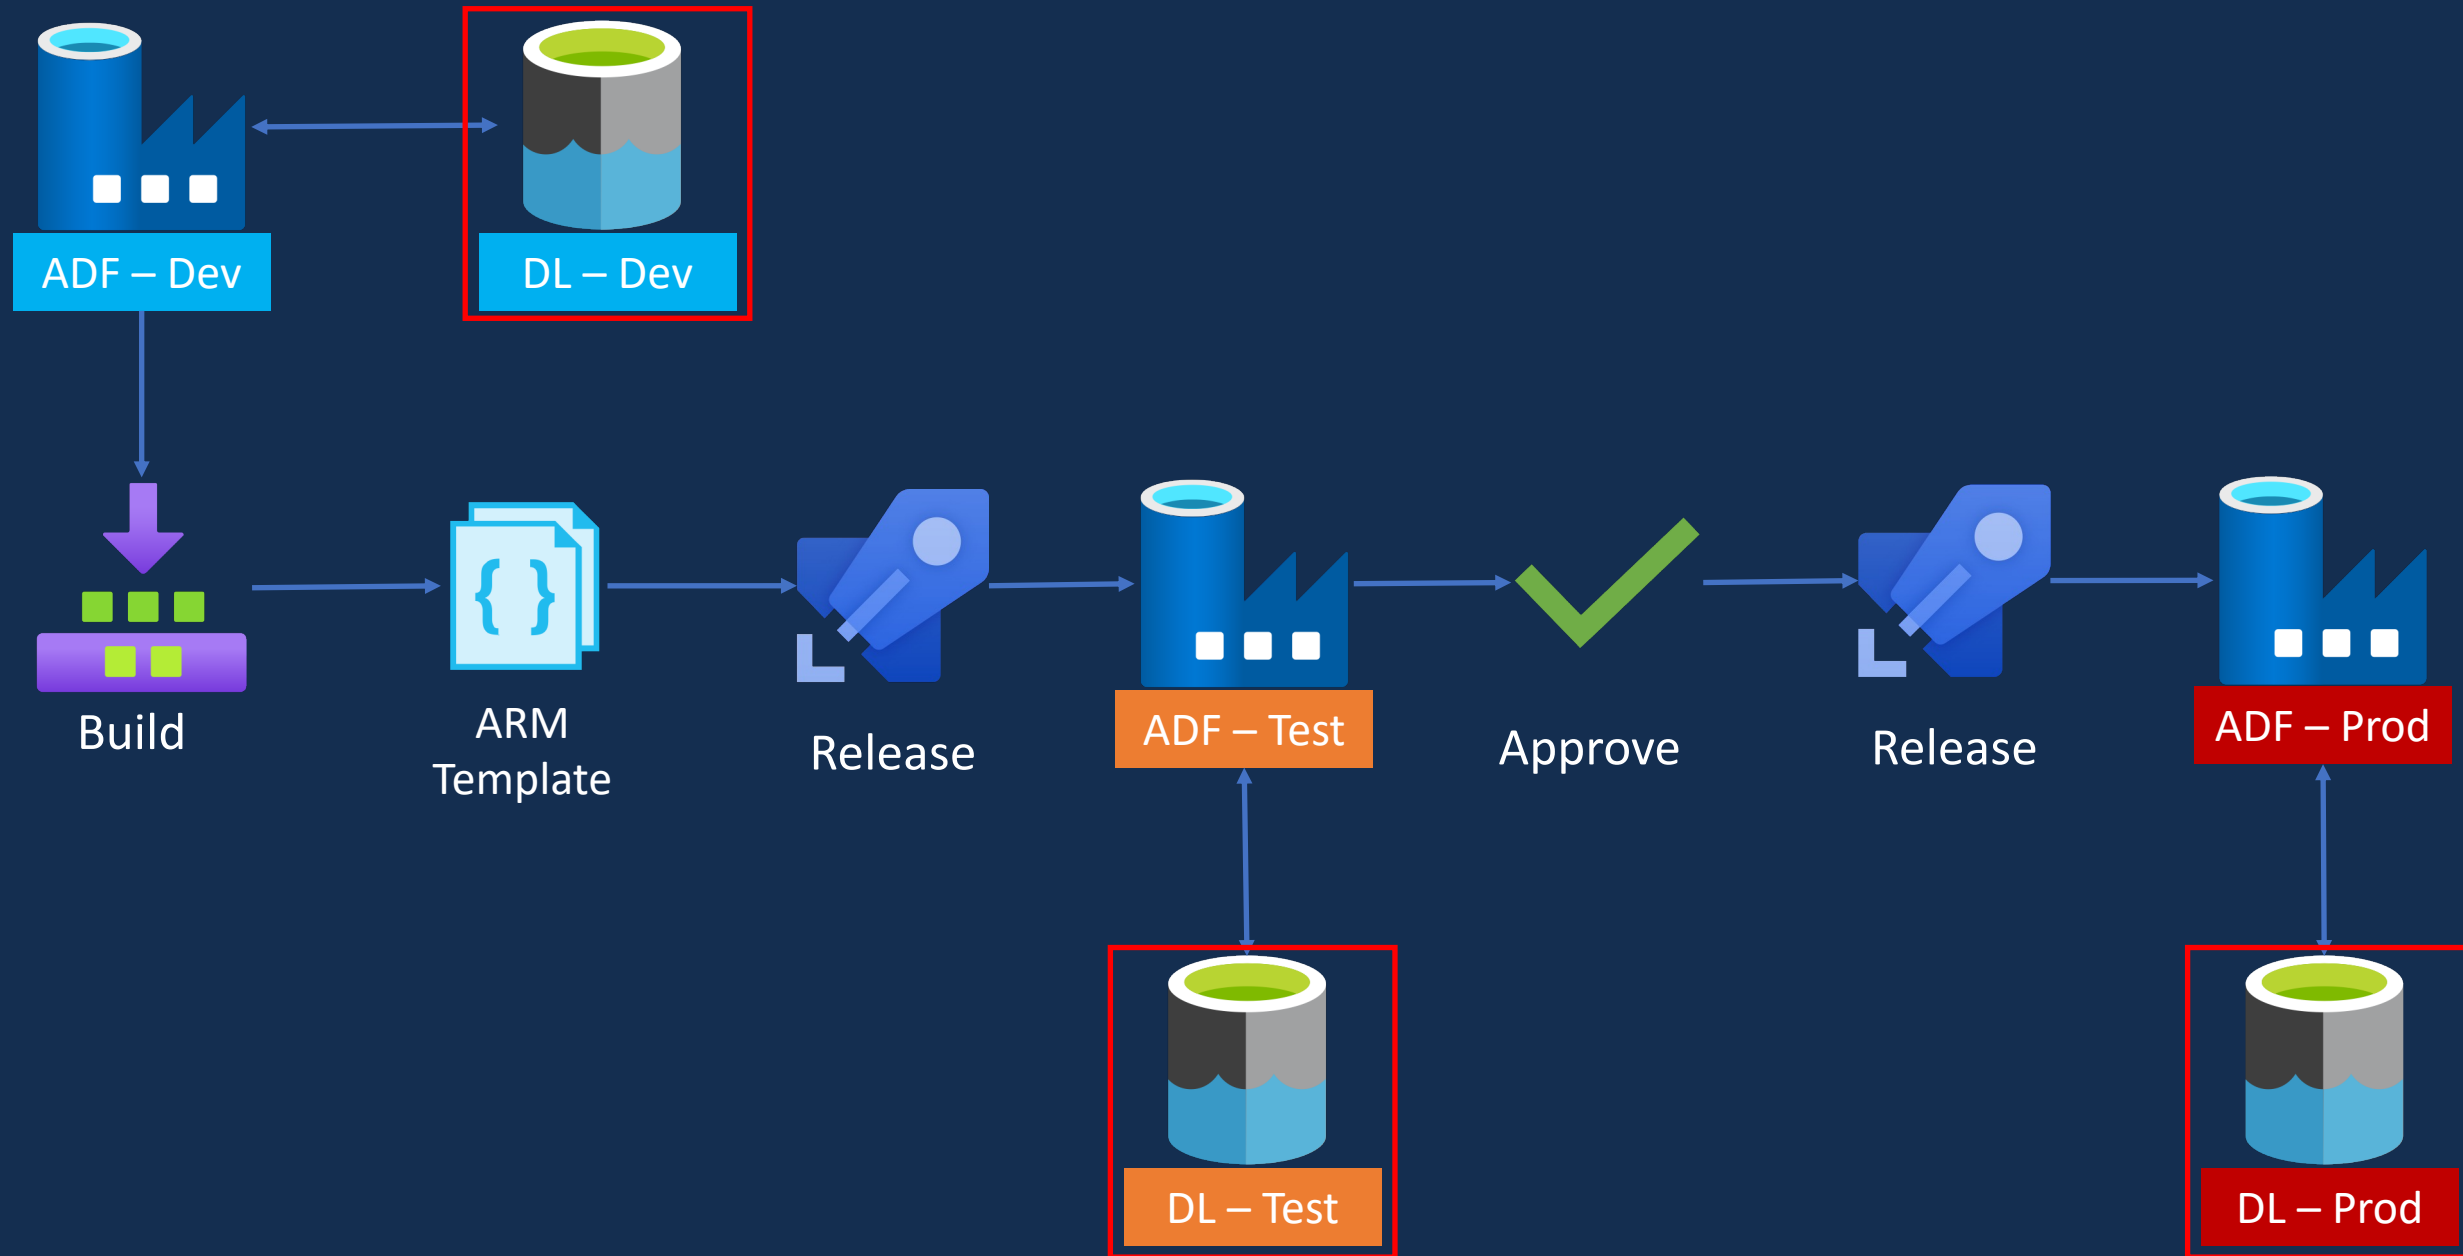 ADF – Dev
DL – Dev
{ }
Build
ARM
Template
Release
ADF – Test
Approve
Release
ADF – Prod
DL – Test
DL – Prod